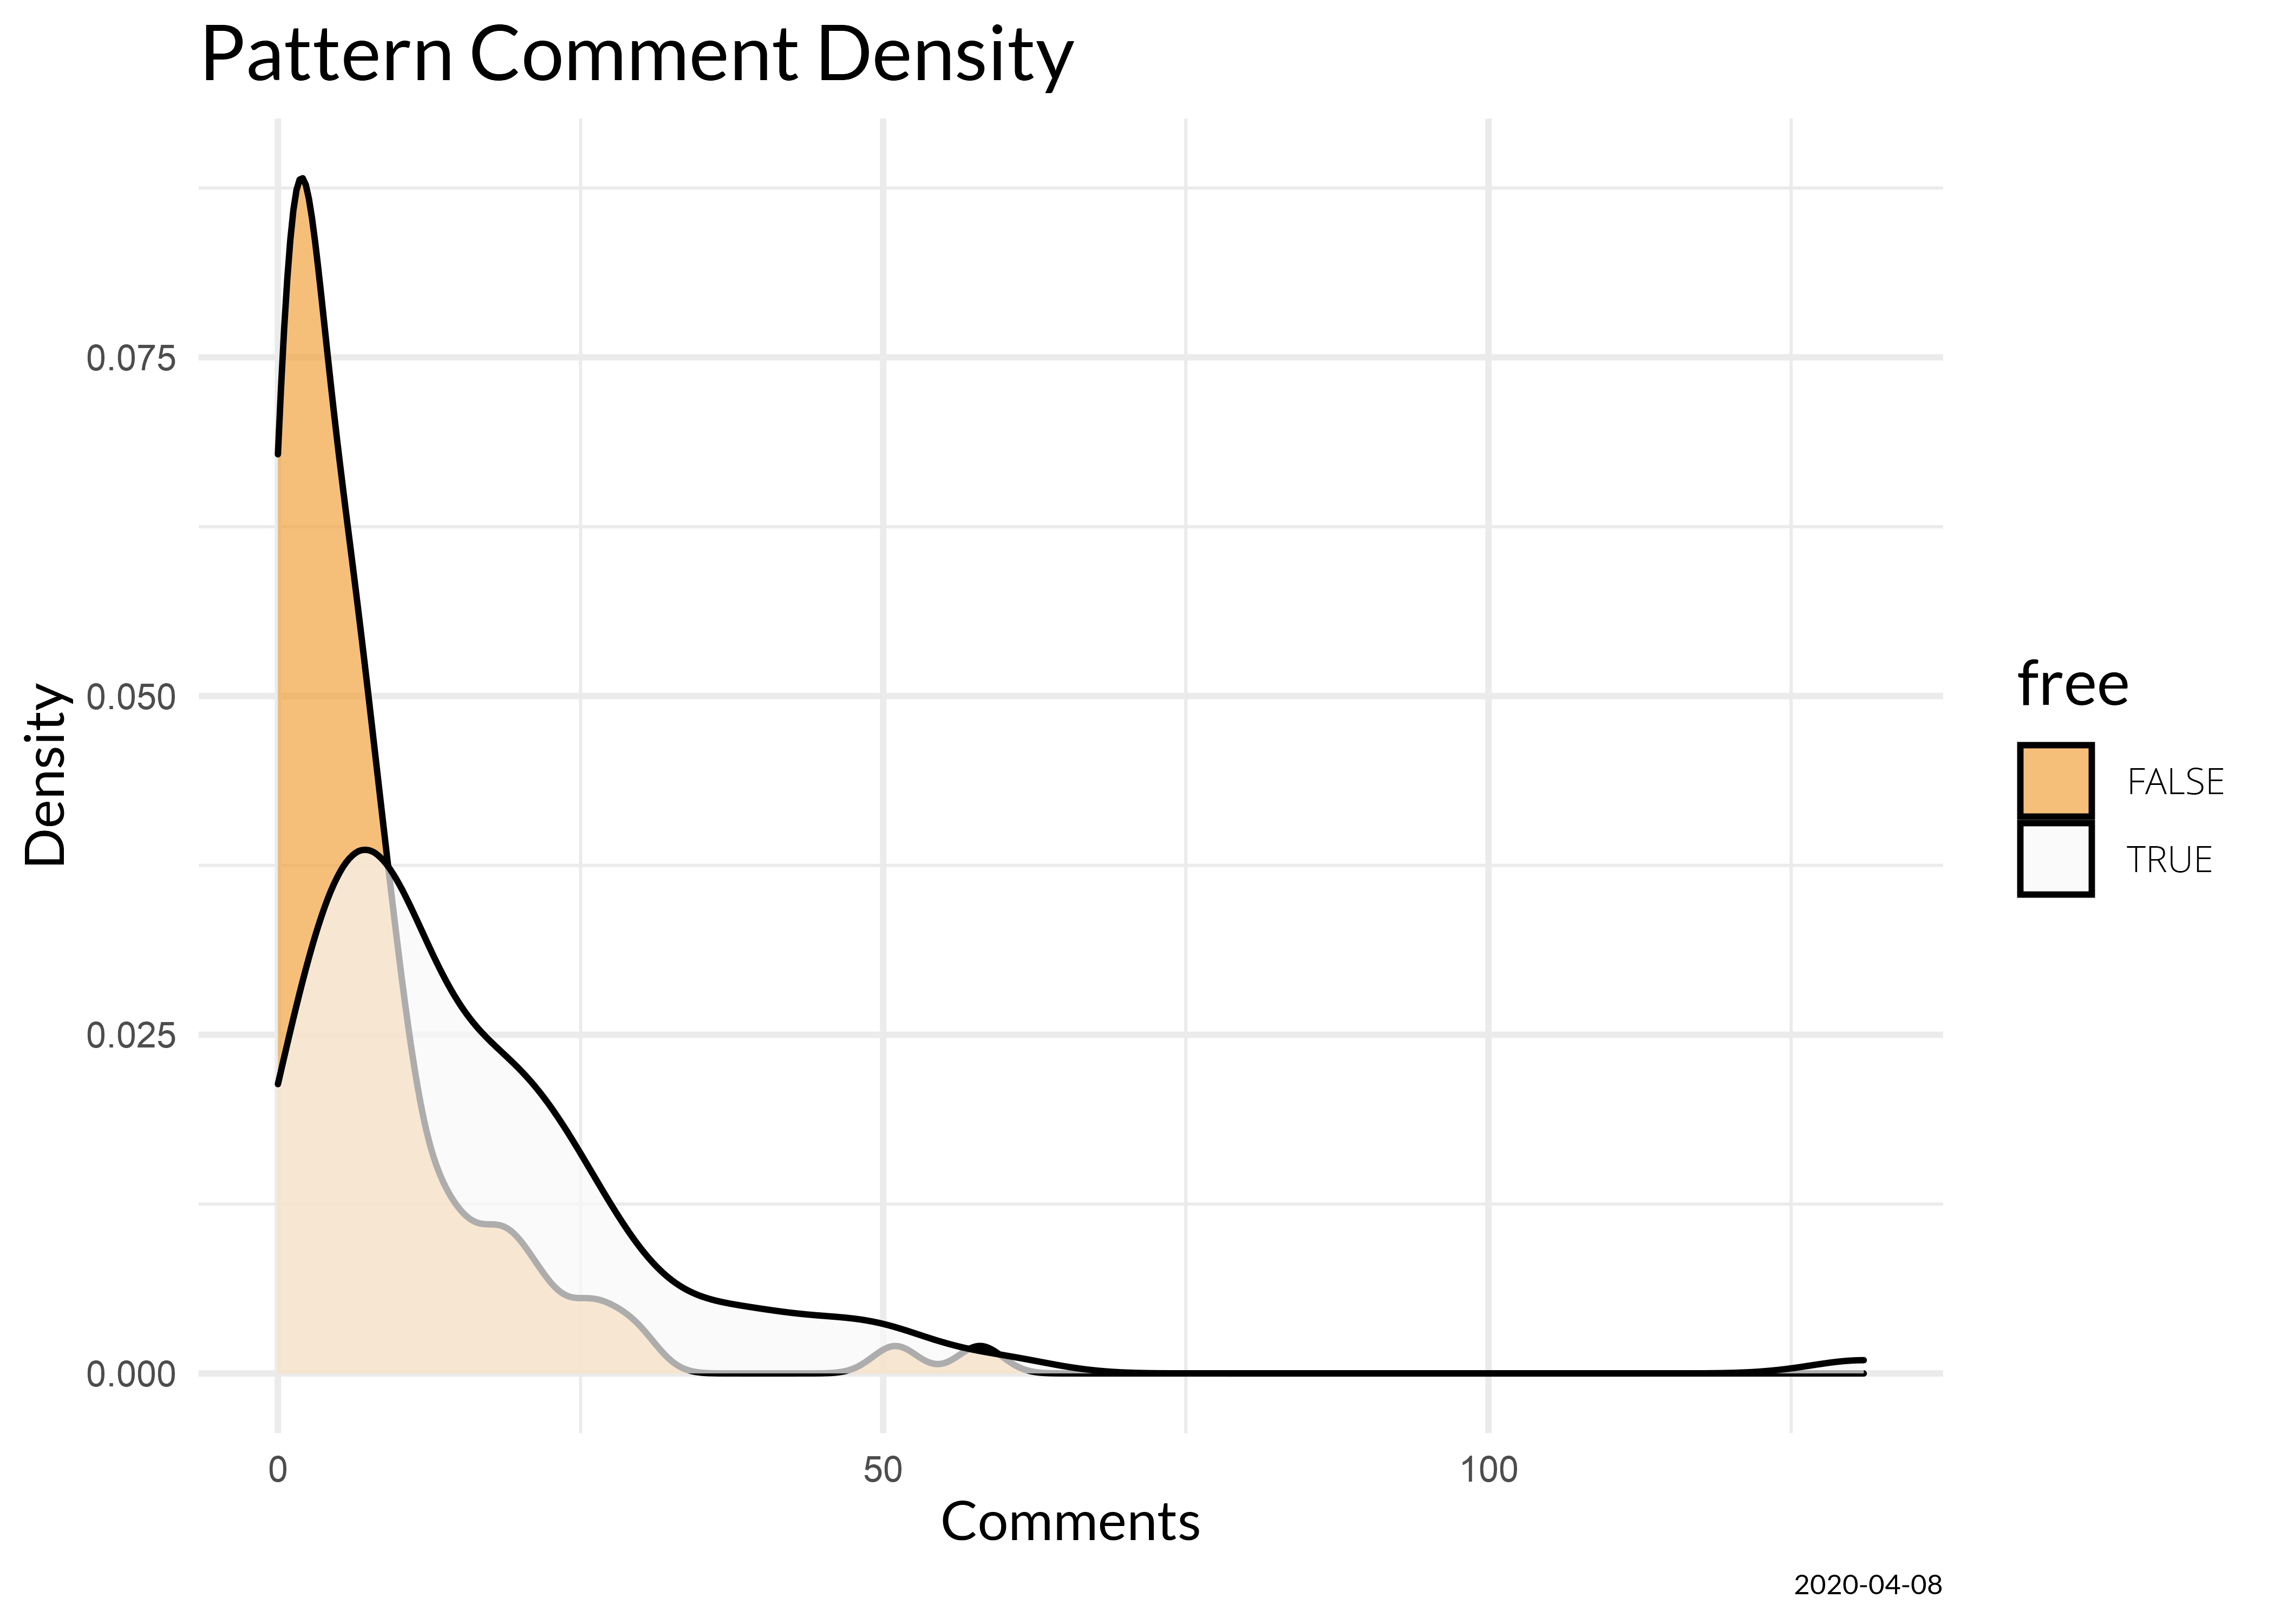 Pattern Comment Density
Density
0.075
0.050
0.025
0.000
0
50
100
Comments
free
FALSE
TRUE
2020-04-08